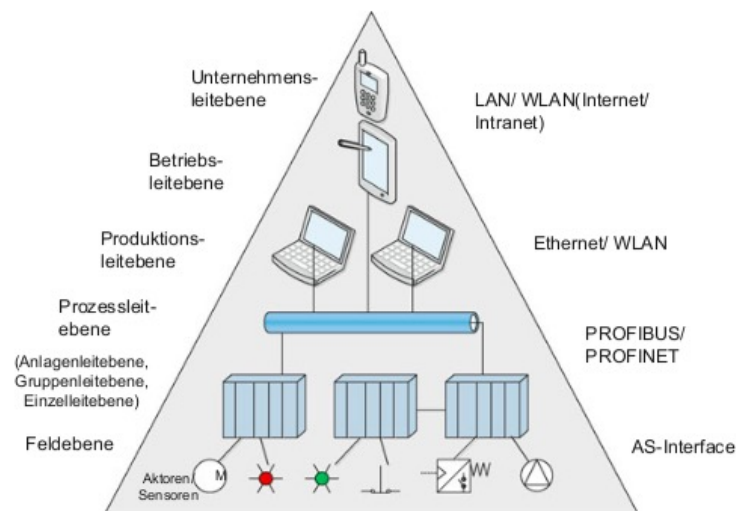 Unternehmens-
leitebene
LAN/ WLAN(Internet/
Intranet)
Betriebs-
leitebene
Produktions-
leitebene
Ethernet/ WLAN
Prozessleit-
ebene
PROFIBUS/
PROFINET
(Anlagenleitebene,
Gruppenleitebene,
Einzelleitebene)
Feldebene
AS-Interface
Aktoren/
Sensoren
M